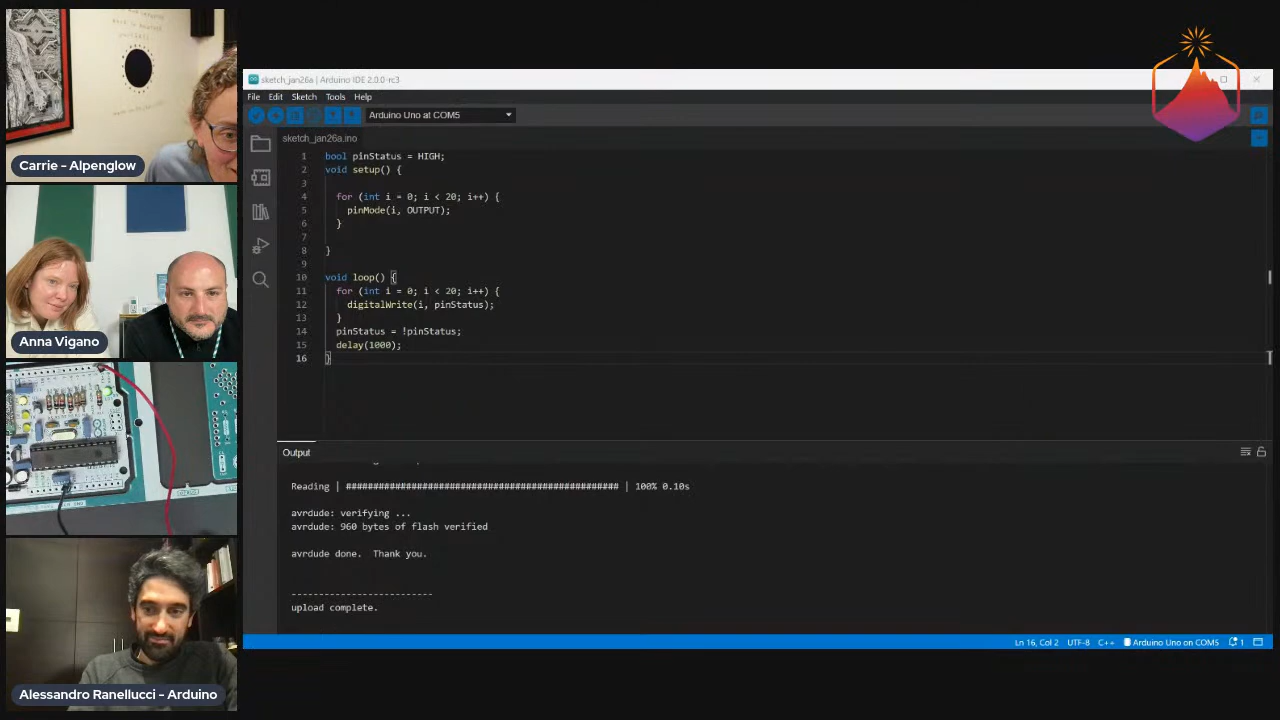 Carrie - Alpenglow
Anna Vigano
Alessandro Ranellucci - Arduino
sketch_jan26a | Arduino IDE 2.0.0-rc3
File Edit Sketch Tools Help
Arduino Uno at COM5
sketch_jan26a.ino
1 bool pinStatus = HIGH;
2 void setup() {
3
4 for (int i = 0; i < 20; i++) {
5 pinMode(i, OUTPUT);
6 }
7
8 }
9
10 void loop() {
11 for (int i = 0; i < 20; i++) {
12 digitalWrite(i, pinStatus);
13 }
14 pinStatus = !pinStatus;
15 delay(1000);
16 }
Output
Reading | ################################################## | 100% 0.10s
avrdude: verifying ...
avrdude: 960 bytes of flash verified
avrdude done.  Thank you.
--------------------------
upload complete.
Ln 16, Col 2 UTF-8 C++ Arduino Uno on COM5 1